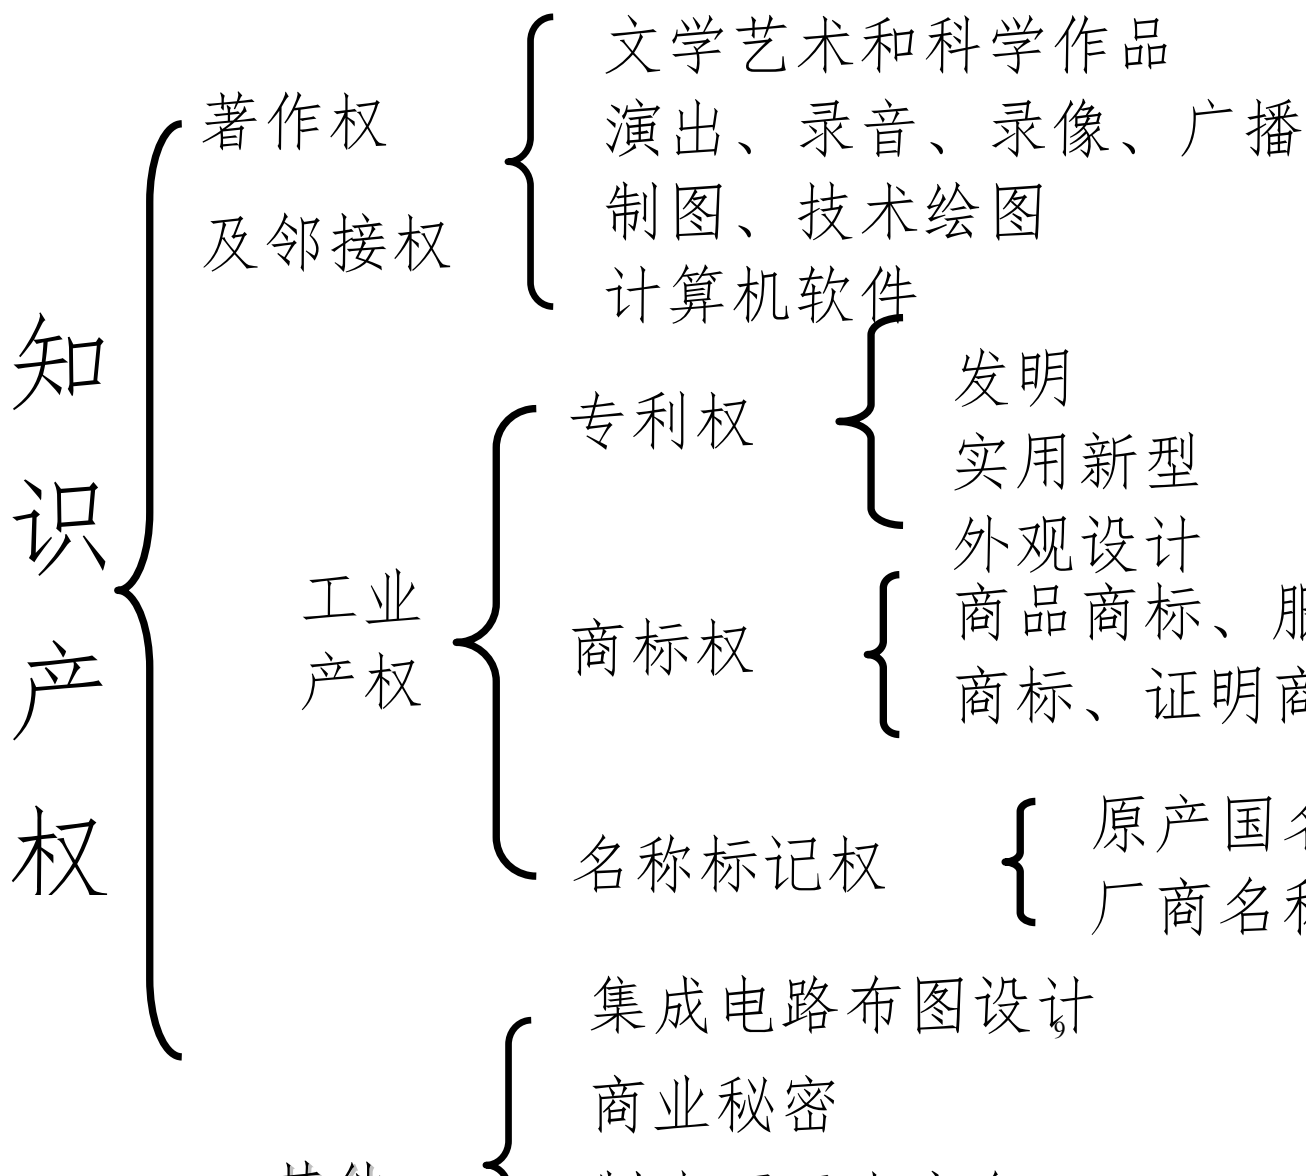 知识产权
著作权
及邻接权
文学艺术和科学作品
演出、录音、录像、广播
制图、技术绘图
计算机软件
工业
产权
专利权
发明
实用新型
外观设计
商标权
商品商标、
商标、证明
名称标记权
原产国
厂商名
集成电路布图设计
9
商业秘密
其他